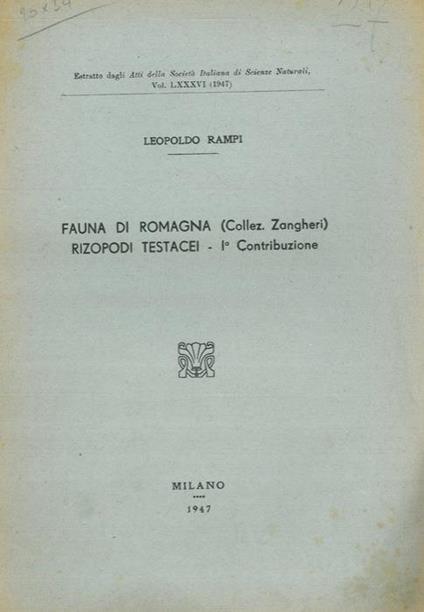 Estratto dagli Atti della Società Italiana di Scienze Naturali,
Vol. LXXXVI (1947)
LEOPOLDO RAMPI
FAUNA DI ROMAGNA (Collez. Zangheri)
RIZOPODI TESTACEI - Iº Contribuzione
MILANO
1947